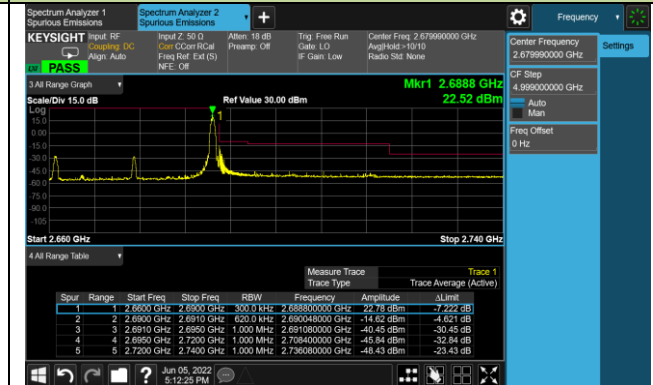 Spectrum Analyzer 1
Spurious Emissions
Spectrum Analyzer 2
Spurious Emissions
Frequency
KEYSIGHT
Input: RF
Coupling: DC
Align: Auto
Input Z: 50 Ω
Corr CCorr RCal
Freq Ref: Ext (S)
NFE: Off
Atten: 18 dB
Preamp: Off
Trig: Free Run
Gate: LO
IF Gain: Low
Center Freq: 2.679990000 GHz
Avg|Hold:>10/10
Radio Std: None
PASS
Center Frequency
2.679990000 GHz
Settings
CF Step
4.999000000 GHz
Auto
Man
Freq Offset
0 Hz
3 All Range Graph
Mkr1 2.6888 GHz
22.52 dBm
Scale/Div 15.0 dB
Ref Value 30.00 dBm
Log
15.0
0.00
-15.0
-30.0
-45.0
-60.0
-75.0
-90.0
-105
1
Start 2.660 GHz
Stop 2.740 GHz
4 All Range Table
Measure Trace Trace 1
Trace Type Trace Average (Active)
Spur Range Start Freq Stop Freq RBW Frequency Amplitude ΔLimit
1 1 2.6600 GHz 2.6900 GHz 300.0 kHz 2.688800000 GHz 22.78 dBm -7.222 dB
2 2 2.6900 GHz 2.6910 GHz 620.0 kHz 2.690048000 GHz -14.62 dBm -4.621 dB
3 3 2.6910 GHz 2.6950 GHz 1.000 MHz 2.691080000 GHz -40.45 dBm -30.45 dB
4 4 2.6950 GHz 2.7200 GHz 1.000 MHz 2.708400000 GHz -45.84 dBm -32.84 dB
5 5 2.7200 GHz 2.7400 GHz 1.000 MHz 2.736080000 GHz -48.43 dBm -23.43 dB
Jun 05, 2022
5:12:25 PM